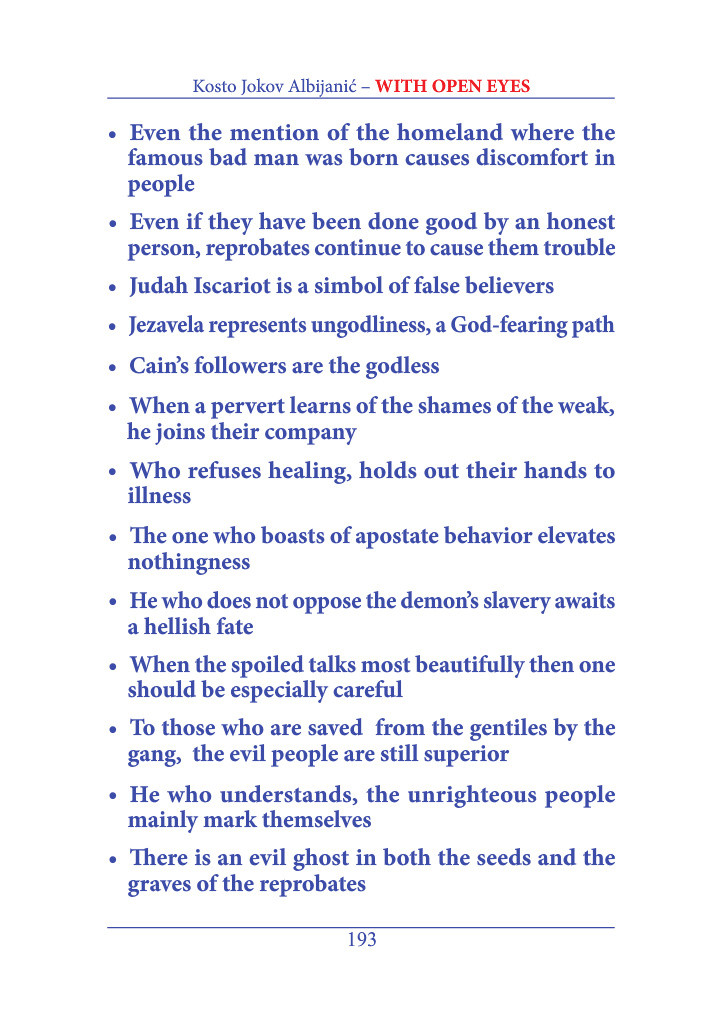 Kosto Jokov Albijanić – WITH OPEN EYES
• Even the mention of the homeland where the
famous bad man was born causes discomfort in
people
• Even if they have been done good by an honest
person, reprobates continue to cause them trouble
• Judah Iscariot is a simbol of false believers
• Jezavela represents ungodliness, a God-fearing path
• Cain’s followers are the godless
• When a pervert learns of the shames of the weak,
he joins their company
• Who refuses healing, holds out their hands to
illness
• The one who boasts of apostate behavior elevates
nothingness
• He who does not oppose the demon’s slavery awaits
a hellish fate
• When the spoiled talks most beautifully then one
should be especially careful
• To those who are saved  from the gentiles by the
gang,  the evil people are still superior
• He who understands, the unrighteous people
mainly mark themselves
• There is an evil ghost in both the seeds and the
graves of the reprobates
193